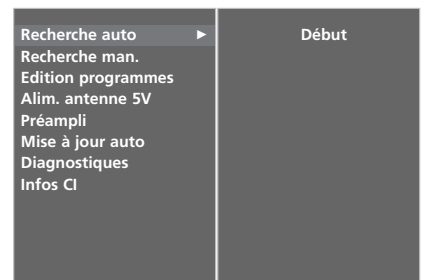 Recherche auto ► Début
Recherche man.
Edition programmes
Alim. antenne 5V
Préampli
Mise à jour auto
Diagnostiques
Infos CI